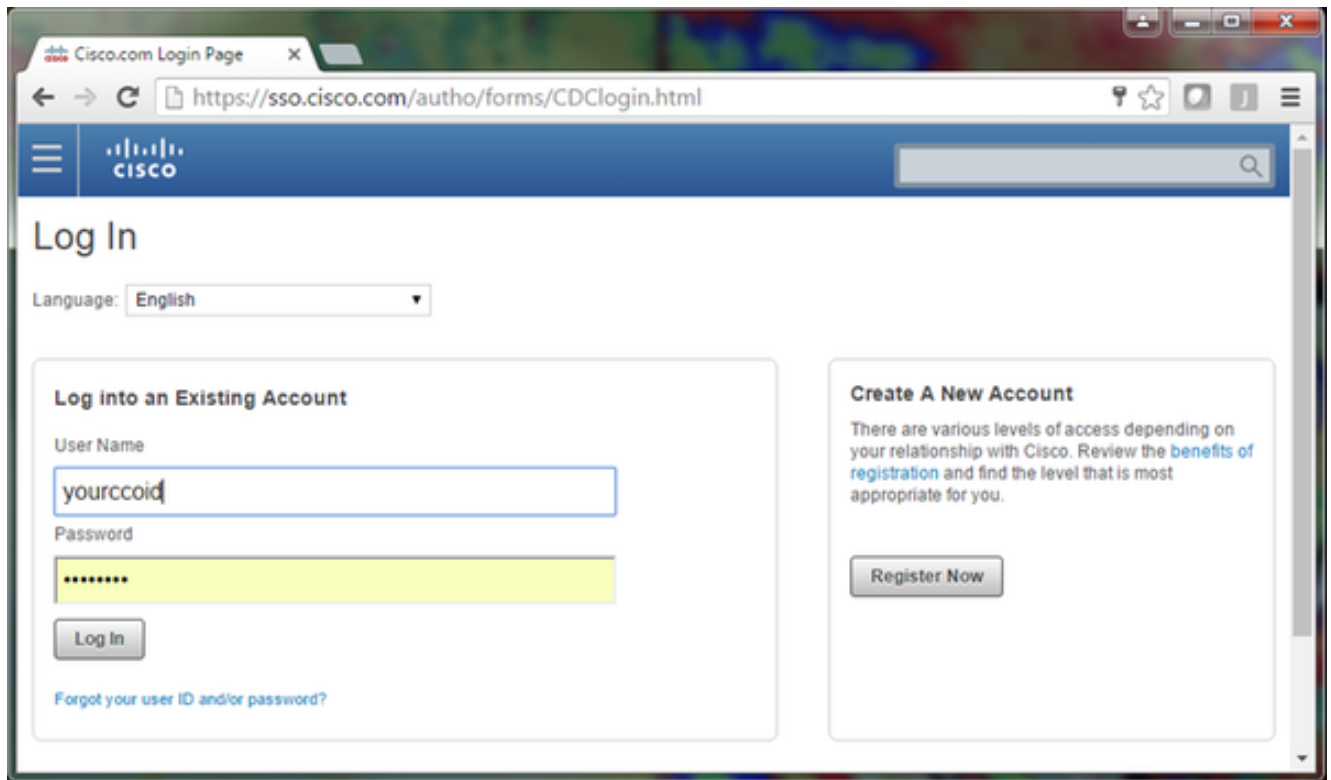 Cisco.com Login Page
https://sso.cisco.com/autho/forms/CDClogin.html
J
CISCO
Log In
Language: English
Log into an Existing Account
User Name
yourccoid
Password
••••••••
Log In
Forgot your user ID and/or password?
Create A New Account
There are various levels of access depending on
your relationship with Cisco. Review the benefits of
registration and find the level that is most
appropriate for you.
Register Now